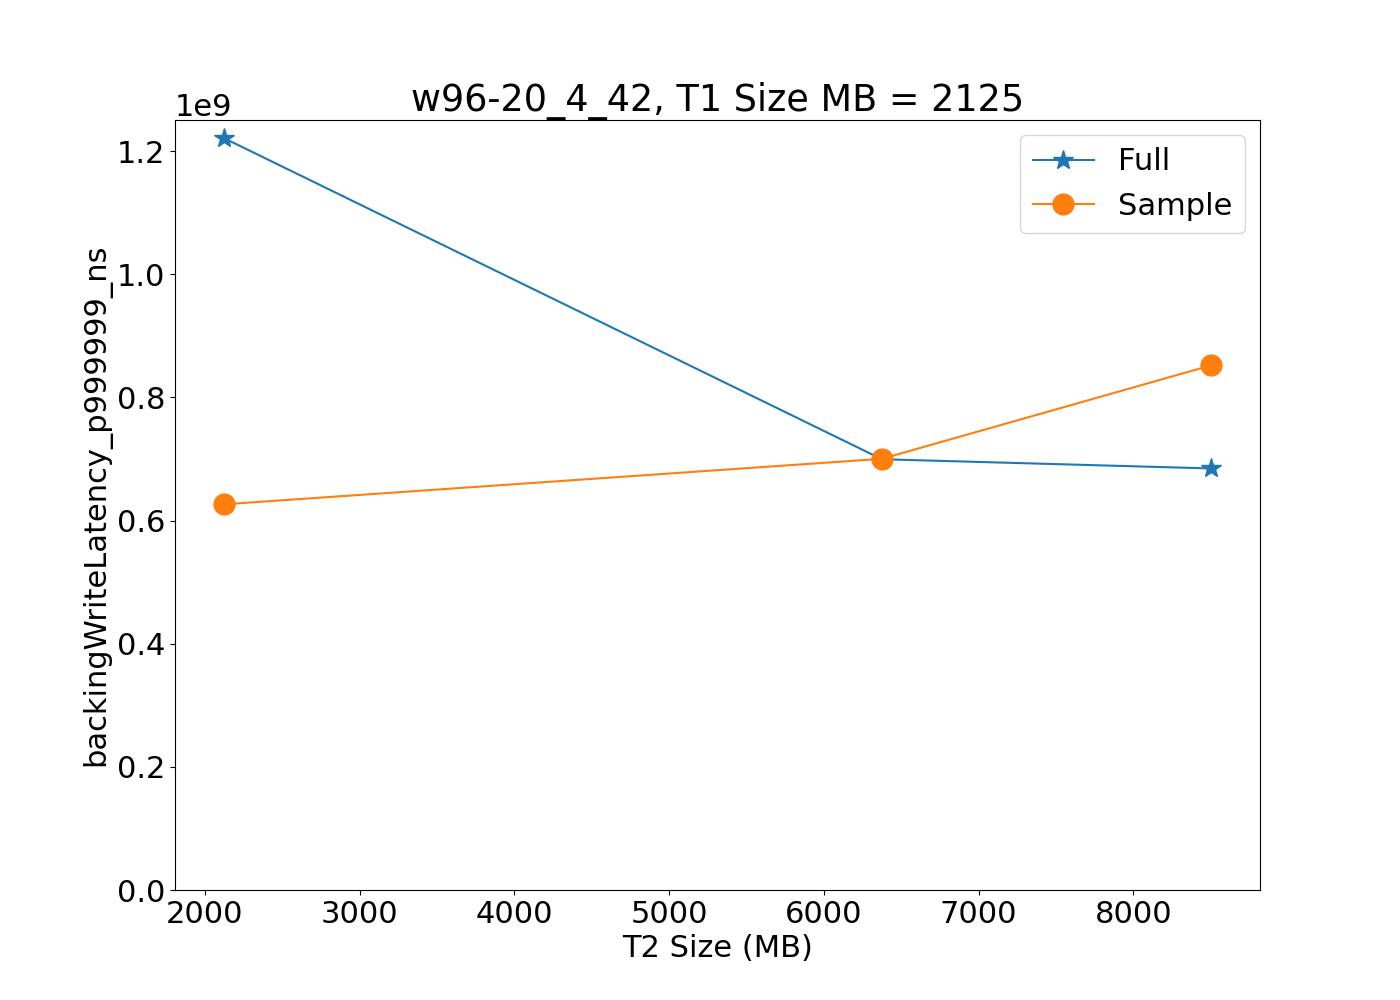 w96-20_4_42, T1 Size MB = 2125
1e9
Full
Sample
1.2
1.0
0.8
0.6
0.4
0.2
0.0
backingWriteLatency_p999999_ns
2000 3000 4000 5000 6000 7000 8000
T2 Size (MB)